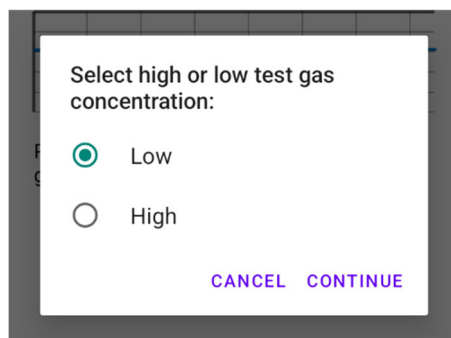 Select high or low test gas
concentration:
Low
High
CANCEL CONTINUE